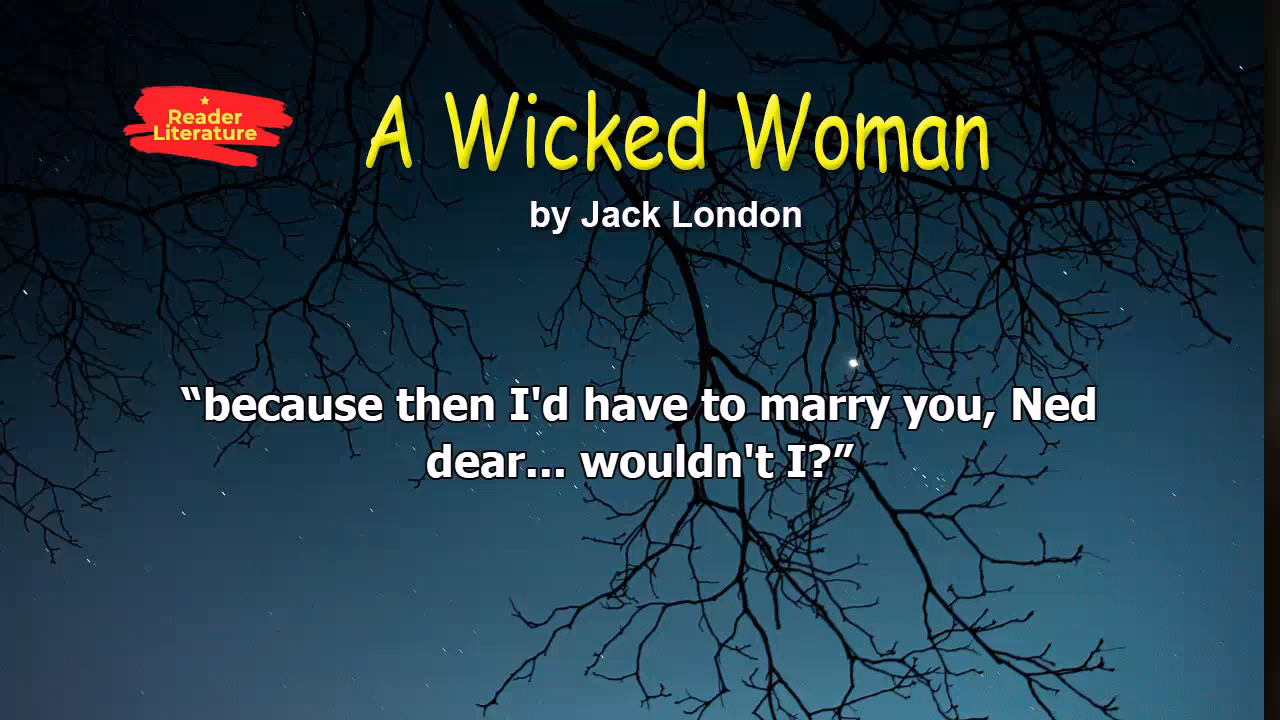 Reader
Literature
A Wicked Woman
by Jack London
“because then I'd have to marry you, Ned
dear... wouldn't I?”